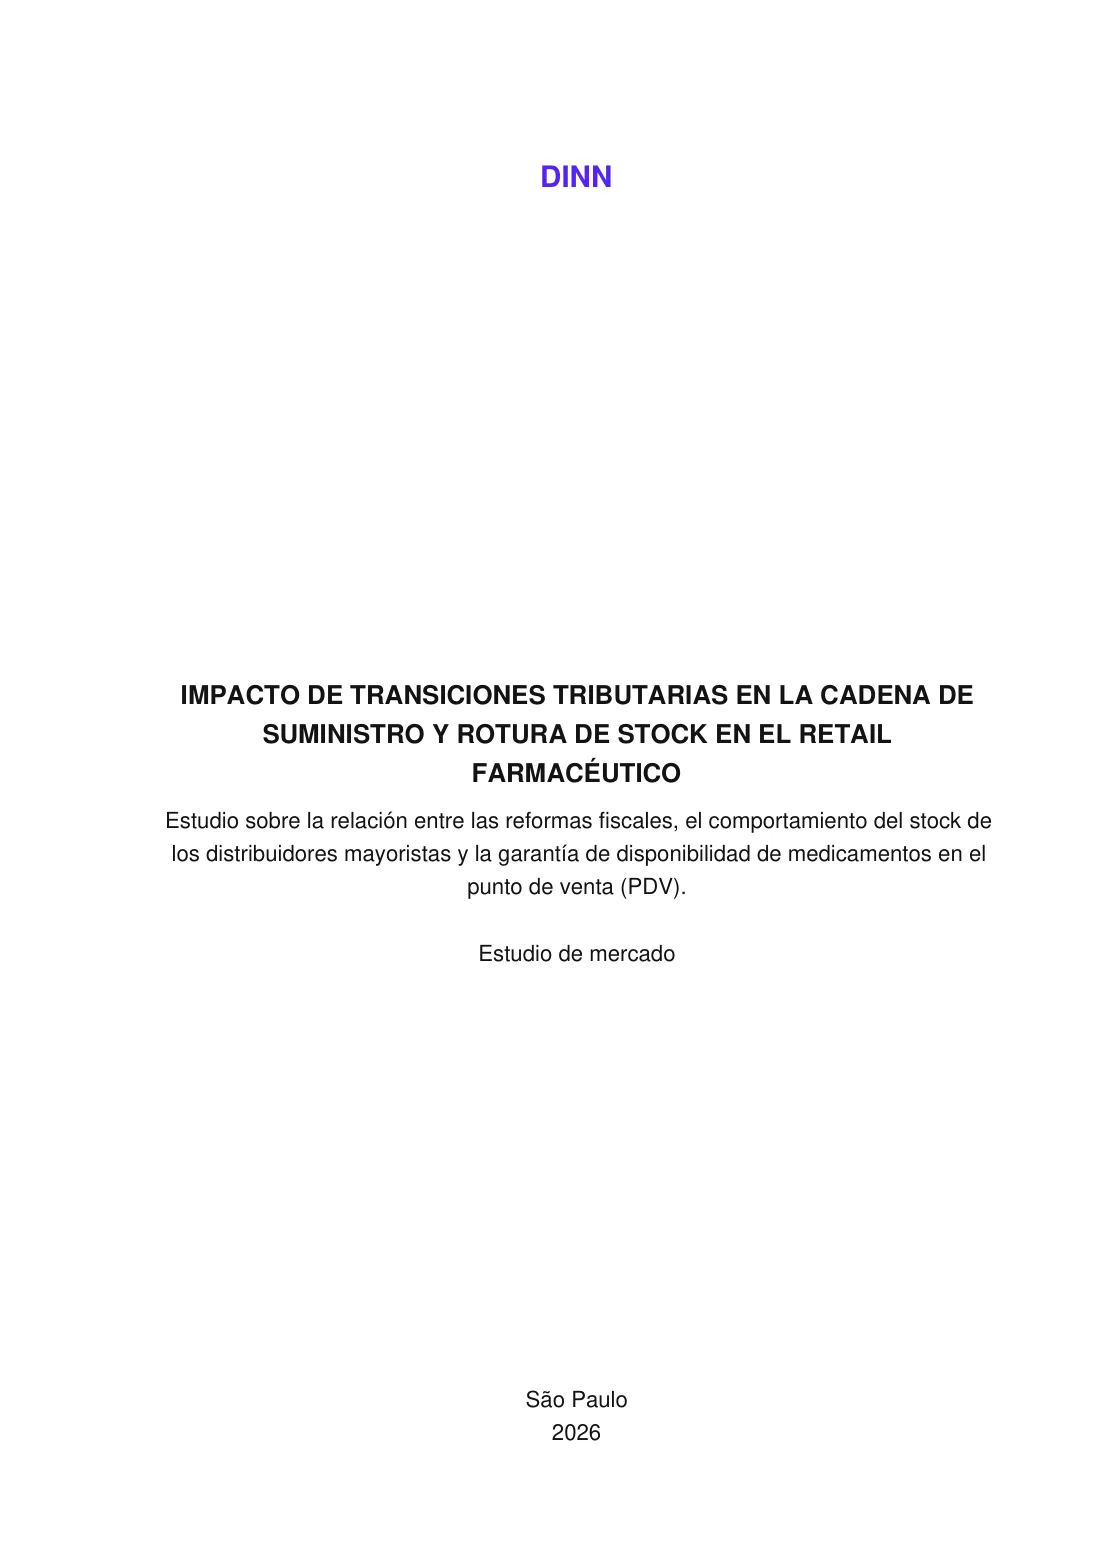 DINN
IMPACTO DE TRANSICIONES TRIBUTARIAS EN LA CADENA DE
SUMINISTRO Y ROTURA DE STOCK EN EL RETAIL
FARMACÉUTICO
Estudio sobre la relación entre las reformas fiscales, el comportamiento del stock de
los distribuidores mayoristas y la garantía de disponibilidad de medicamentos en el
punto de venta (PDV).
Estudio de mercado
São Paulo
2026